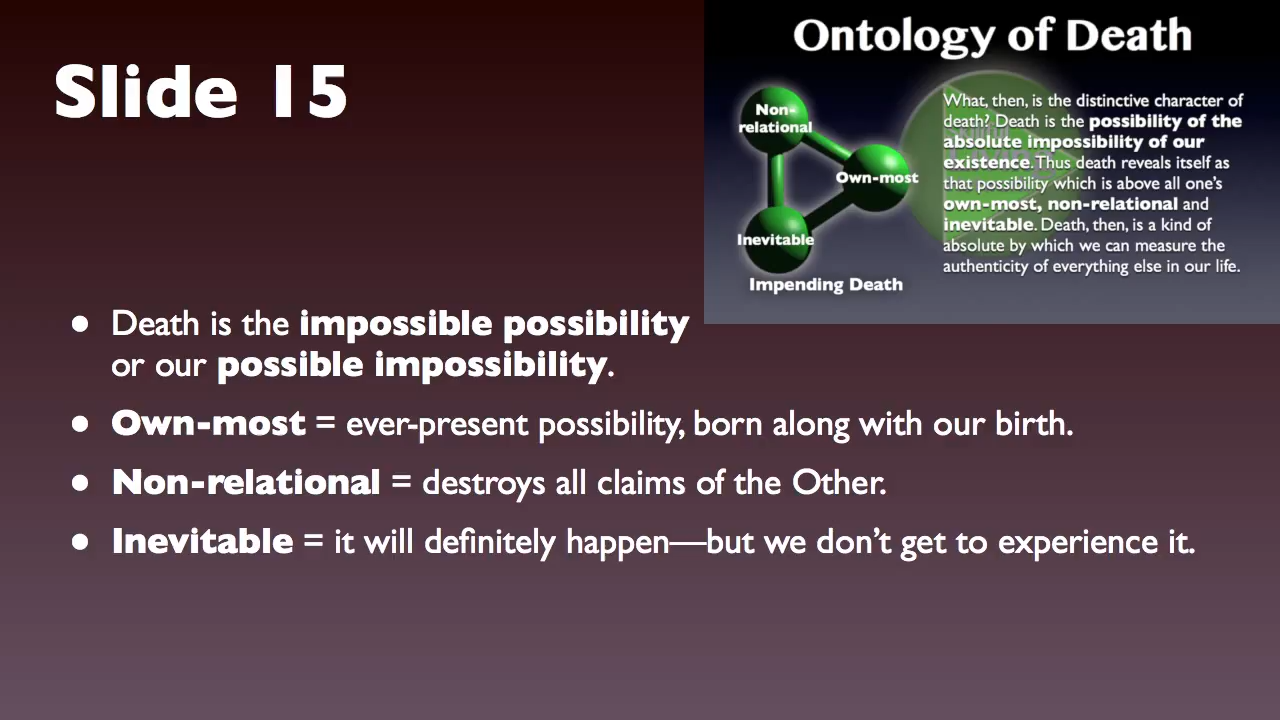 Slide 15
Ontology of Death
Non-
relational
Own-most
Inevitable
Impending Death
What, then, is the distinctive character of
death? Death is the possibility of the
absolute impossibility of our
existence. Thus death reveals itself as
that possibility which is above all one's
own-most, non-relational and
inevitable. Death, then, is a kind of
absolute by which we can measure the
authenticity of everything else in our life.
● Death is the impossible possibility
or our possible impossibility.
● Own-most = ever-present possibility, born along with our birth.
● Non-relational = destroys all claims of the Other.
● Inevitable = it will definitely happen—but we don't get to experience it.